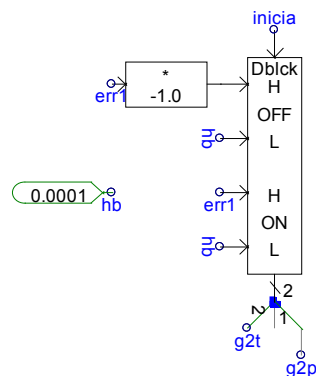 inicia
*
-1.0
err1
Dblck
H
OFF
L
hb
0.0001
hb
err1
H
ON
L
hb
2
2
1
g2t
g2p